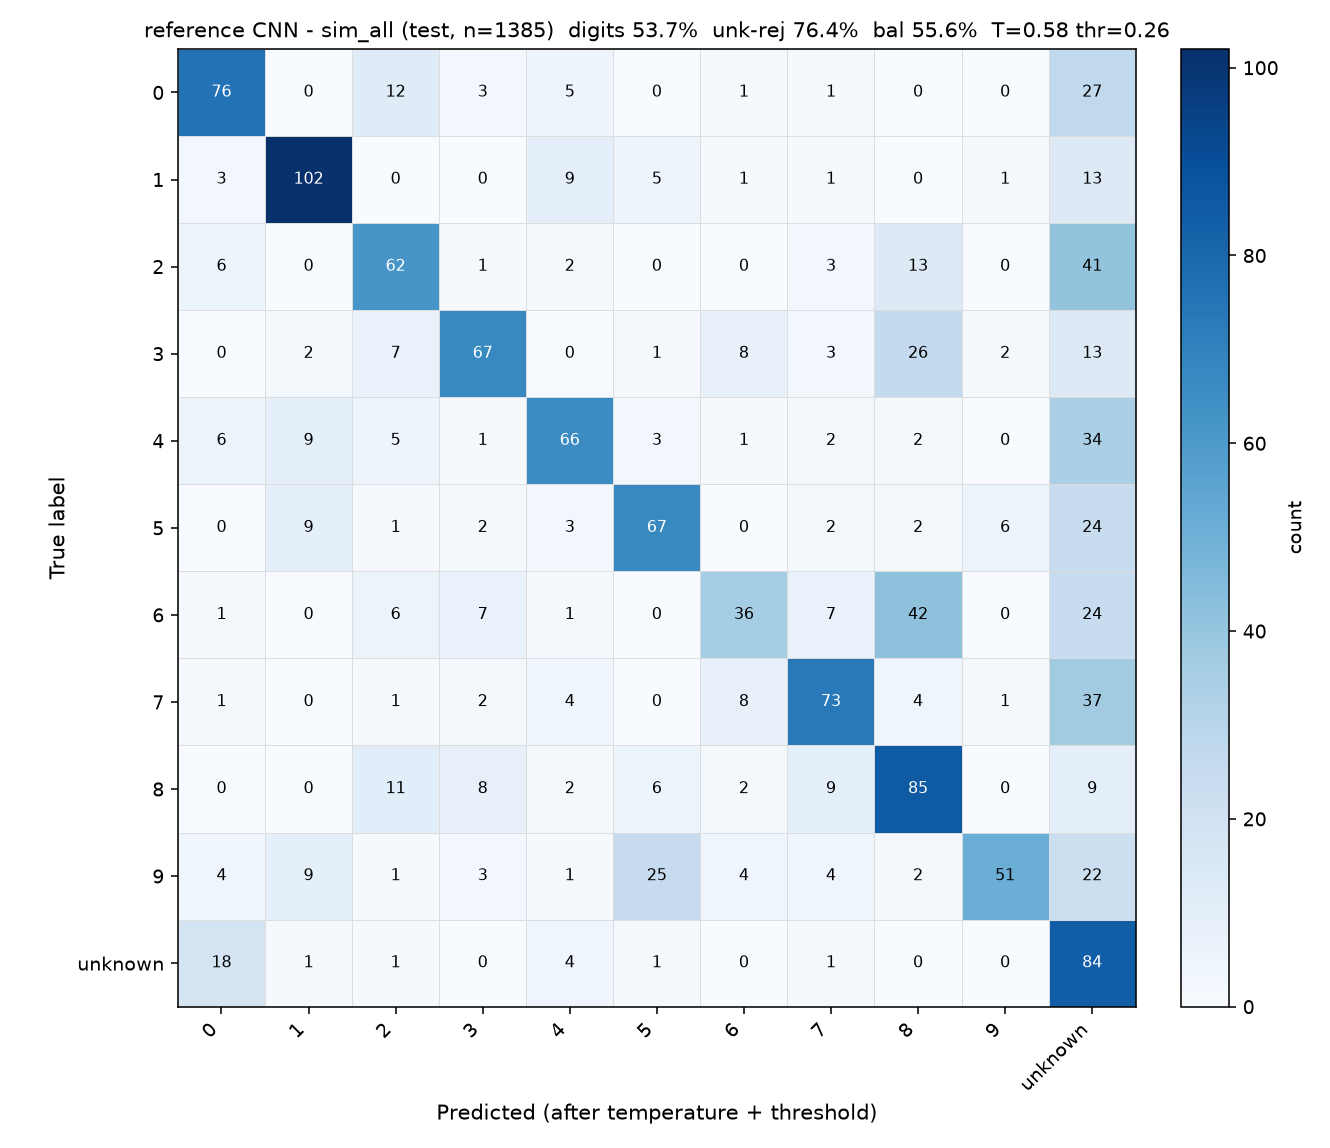 reference CNN - sim_all (test, n=1385)  digits 53.7%  unk-rej 76.4%  bal 55.6%  T=0.58 thr=0.26
0 76 0 12 3 5 0 1 1 0 0 27
1 3 102 0 0 9 5 1 1 0 1 13
2 6 0 62 1 2 0 0 3 13 0 41
3 0 2 7 67 0 1 8 3 26 2 13
4 6 9 5 1 66 3 1 2 2 0 34
5 0 9 1 2 3 67 0 2 2 6 24
6 1 0 6 7 1 0 36 7 42 0 24
7 1 0 1 2 4 0 8 73 4 1 37
8 0 0 11 8 2 6 2 9 85 0 9
9 4 9 1 3 1 25 4 4 2 51 22
unknown 18 1 1 0 4 1 0 1 0 0 84
0 1 2 3 4 5 6 7 8 9 unknown
Predicted (after temperature + threshold)
True label
100
80
60
40
20
0
count